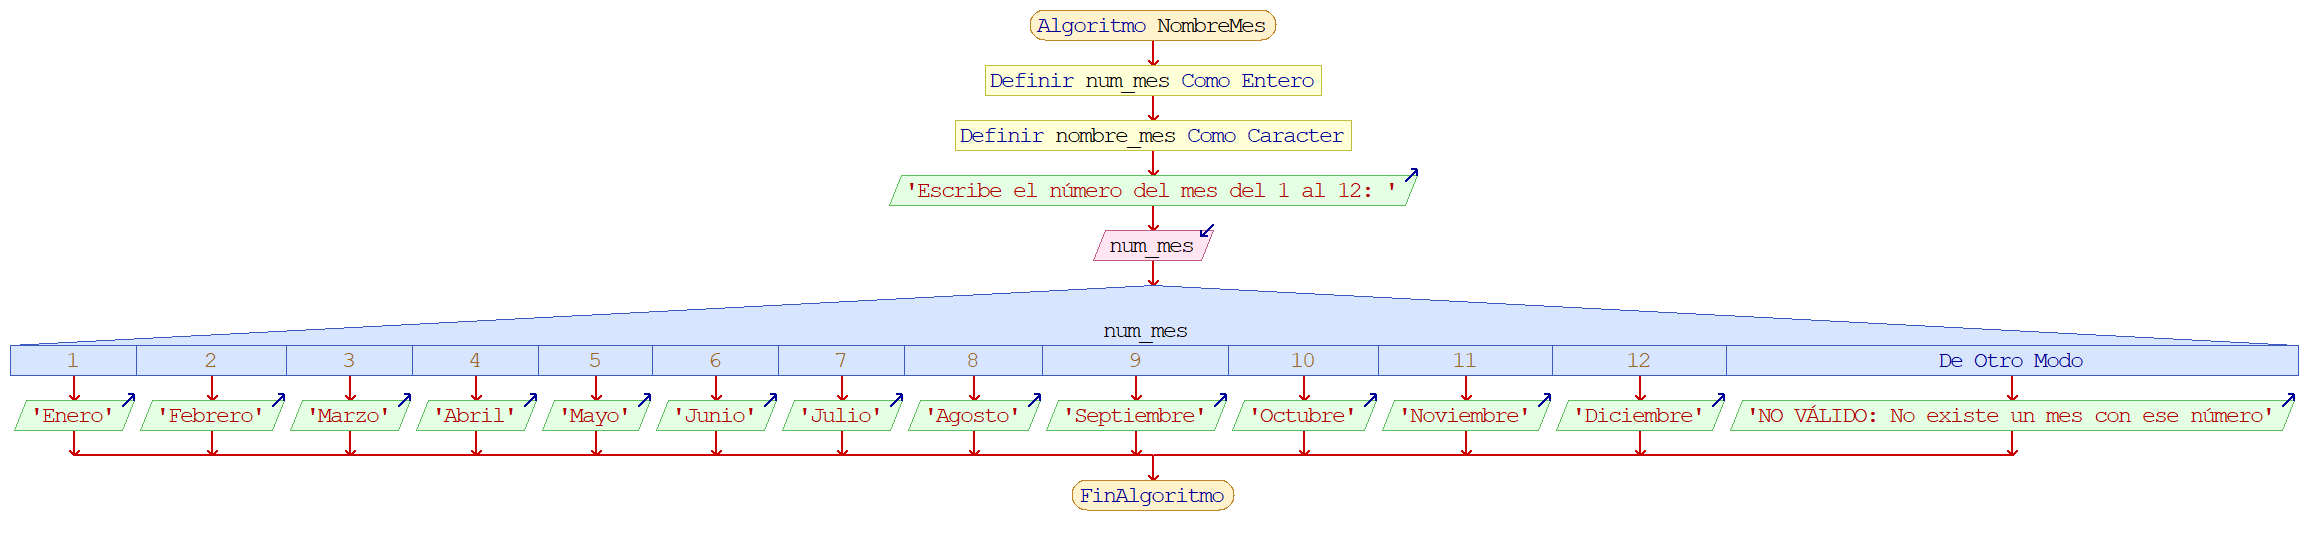 Algoritmo NombreMes
Definir num_mes Como Entero
Definir nombre_mes Como Caracter
'Escribe el número del mes del 1 al 12: '
num_mes
num_mes
1 2 3 4 5 6 7 8 9 10 11 12 De Otro Modo
'Enero' 'Febrero' 'Marzo' 'Abril' 'Mayo' 'Junio' 'Julio' 'Agosto' 'Septiembre' 'Octubre' 'Noviembre' 'Diciembre' 'NO VÁLIDO: No existe un mes con ese número'
FinAlgoritmo